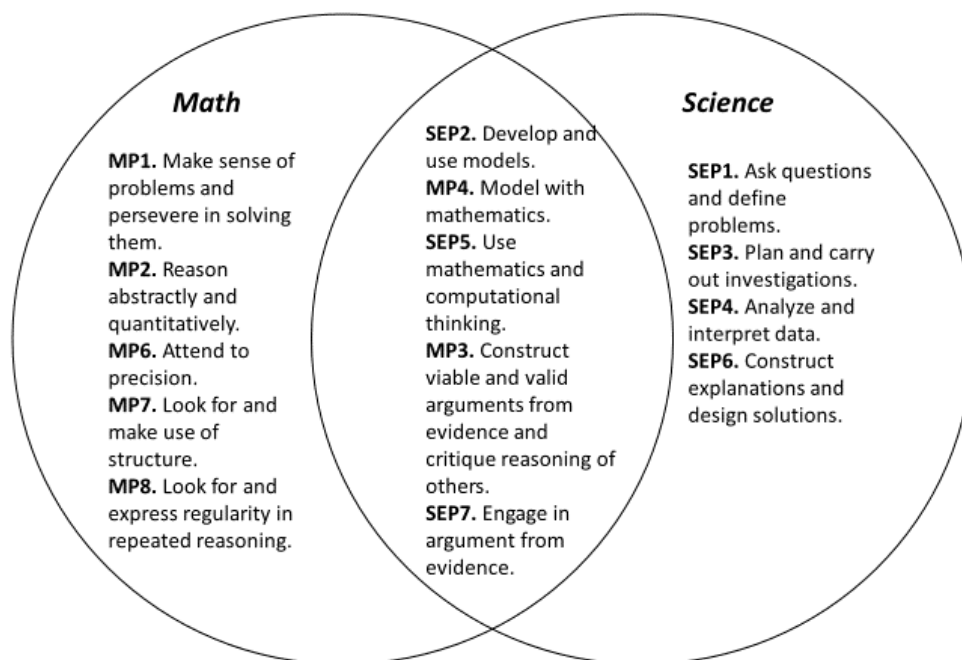 Math
MP1. Make sense of
problems and
persevere in solving
them.
MP2. Reason
abstractly and
quantitatively.
MP6. Attend to
precision.
MP7. Look for and
make use of
structure.
MP8. Look for and
express regularity in
repeated reasoning.
SEP2. Develop and
use models.
MP4. Model with
mathematics.
SEP5. Use
mathematics and
computational
thinking.
MP3. Construct
viable and valid
arguments from
evidence and
critique reasoning of
others.
SEP7. Engage in
argument from
evidence.
Science
SEP1. Ask questions
and define
problems.
SEP3. Plan and carry
out investigations.
SEP4. Analyze and
interpret data.
SEP6. Construct
explanations and
design solutions.